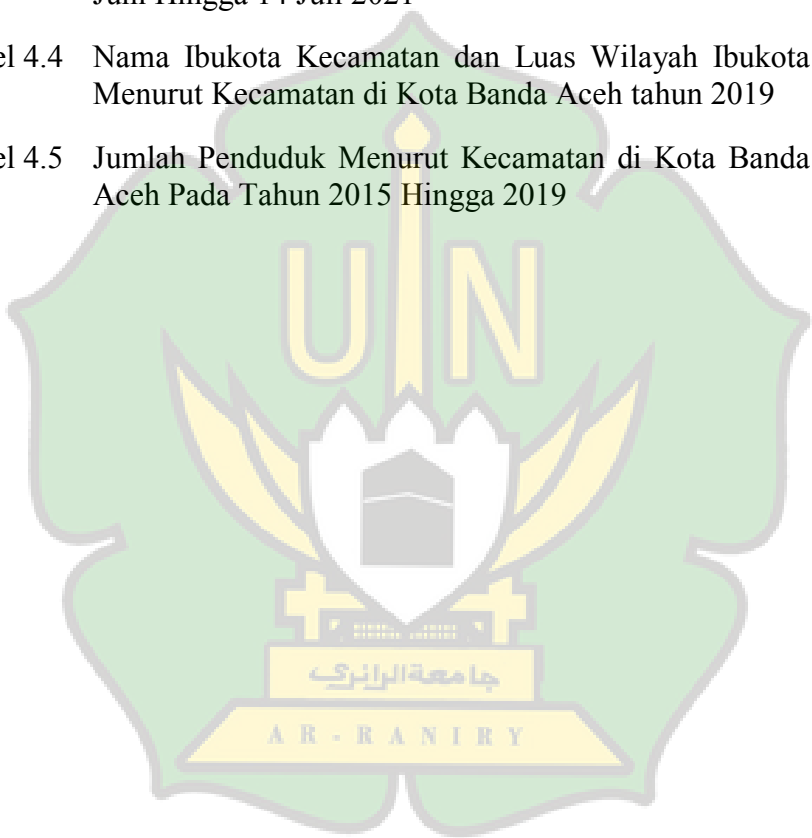 Juni Hingga 14 Juli 2021
el 4.4 Nama Ibukota Kecamatan dan Luas Wilayah Ibukota
Menurut Kecamatan di Kota Banda Aceh tahun 2019
el 4.5 Jumlah Penduduk Menurut Kecamatan di Kota Banda
Aceh Pada Tahun 2015 Hingga 2019
UIN
جامعة الرانري
AR-RANIRY